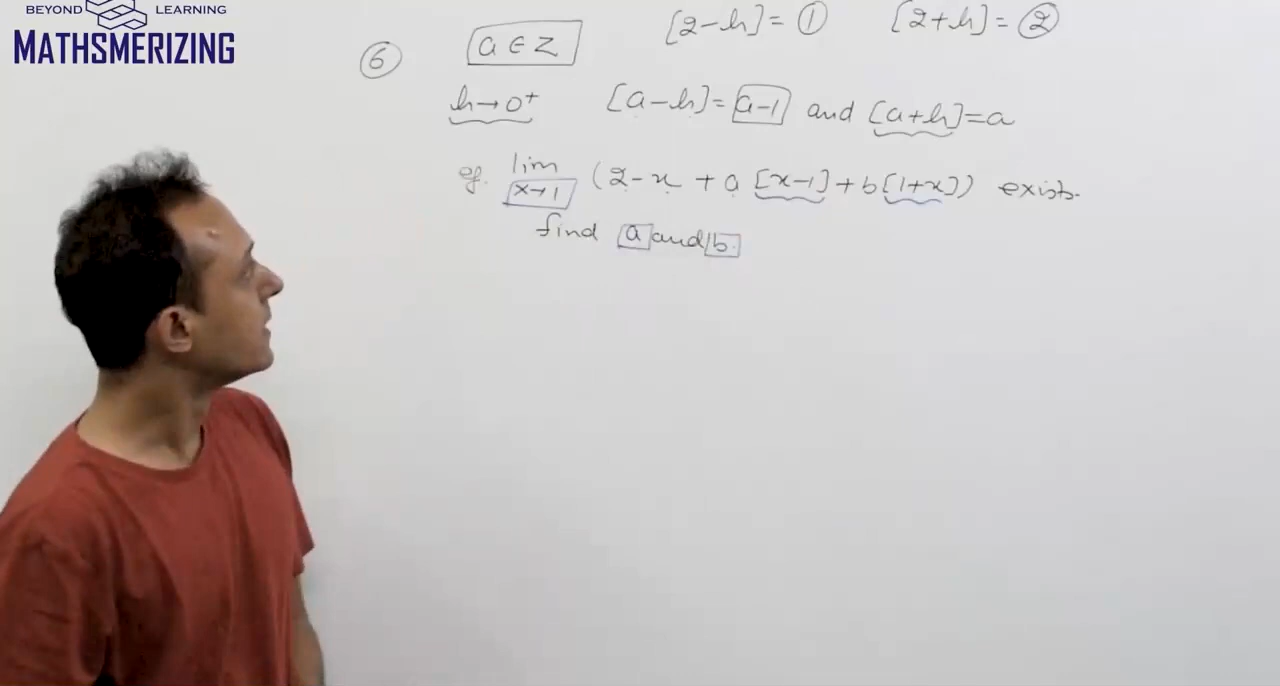 BEYOND LEARNING
MATHSMERIZING
[2-h] = 1 [2+h] = 2
6 a ∈ Z
h→0⁺ [a-h] = a-1 and [a+h]=a
eg. lim x→1 (2-x + a [x-1] + b[1+x]) exists.
find a and b.